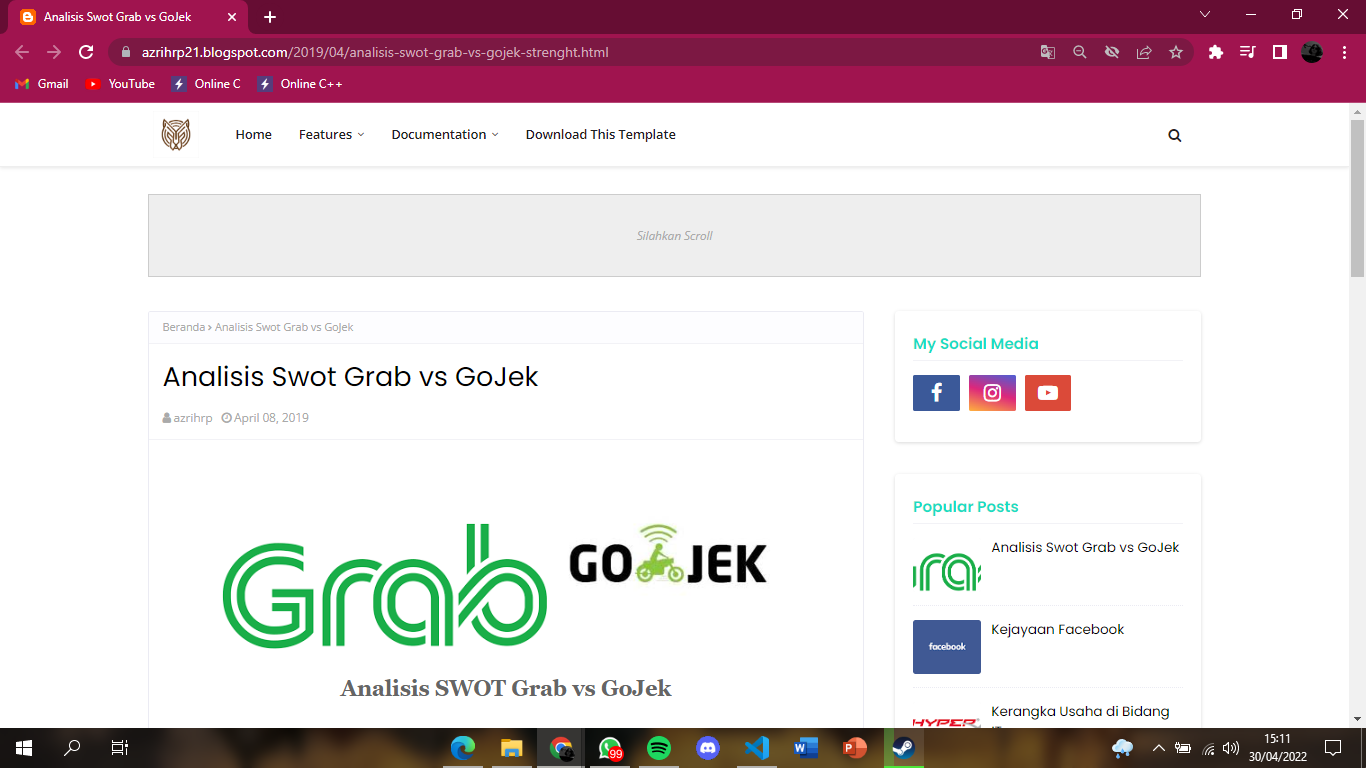 Analisis Swot Grab vs GoJek
azrihrp21.blogspot.com/2019/04/analisis-swot-grab-vs-gojek-strenght.html
Gmail YouTube Online C Online C++
Home Features Documentation Download This Template
Silahkan Scroll
Beranda › Analisis Swot Grab vs GoJek
Analisis Swot Grab vs GoJek
azrihrp April 08, 2019
Grab
GOJEK
Analisis SWOT Grab vs GoJek
My Social Media
Popular Posts
Analisis Swot Grab vs GoJek
facebook
Kejayaan Facebook
HYPER
Kerangka Usaha di Bidang
99
15:11
30/04/2022